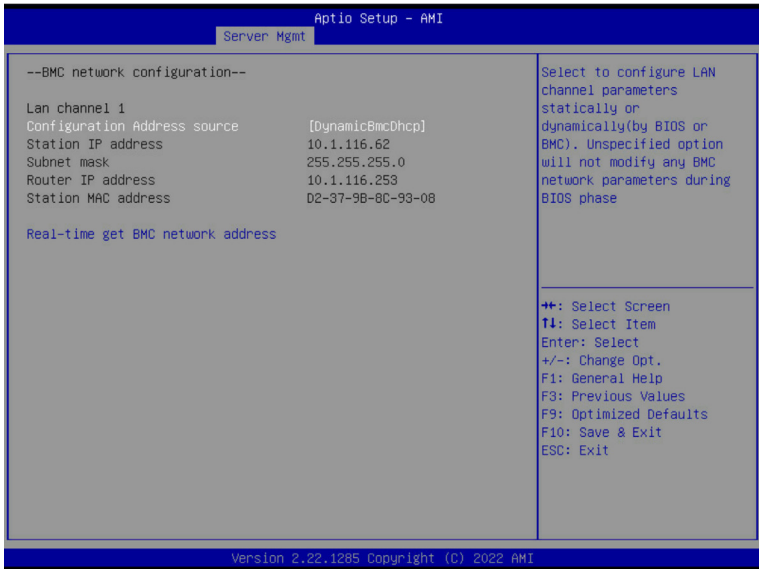 Aptio Setup – AMI
Server Mgmt
--BMC network configuration--
Lan channel 1
Configuration Address source [DynamicBmcDhcp]
Station IP address 10.1.116.62
Subnet mask 255.255.255.0
Router IP address 10.1.116.253
Station MAC address D2-37-9B-8C-93-08
Real-time get BMC network address
Select to configure LAN
channel parameters
statically or
dynamically(by BIOS or
BMC). Unspecified option
will not modify any BMC
network parameters during
BIOS phase
→←: Select Screen
↑↓: Select Item
Enter: Select
+/-: Change Opt.
F1: General Help
F3: Previous Values
F9: Optimized Defaults
F10: Save & Exit
ESC: Exit
Version 2.22.1285 Copyright (C) 2022 AMI